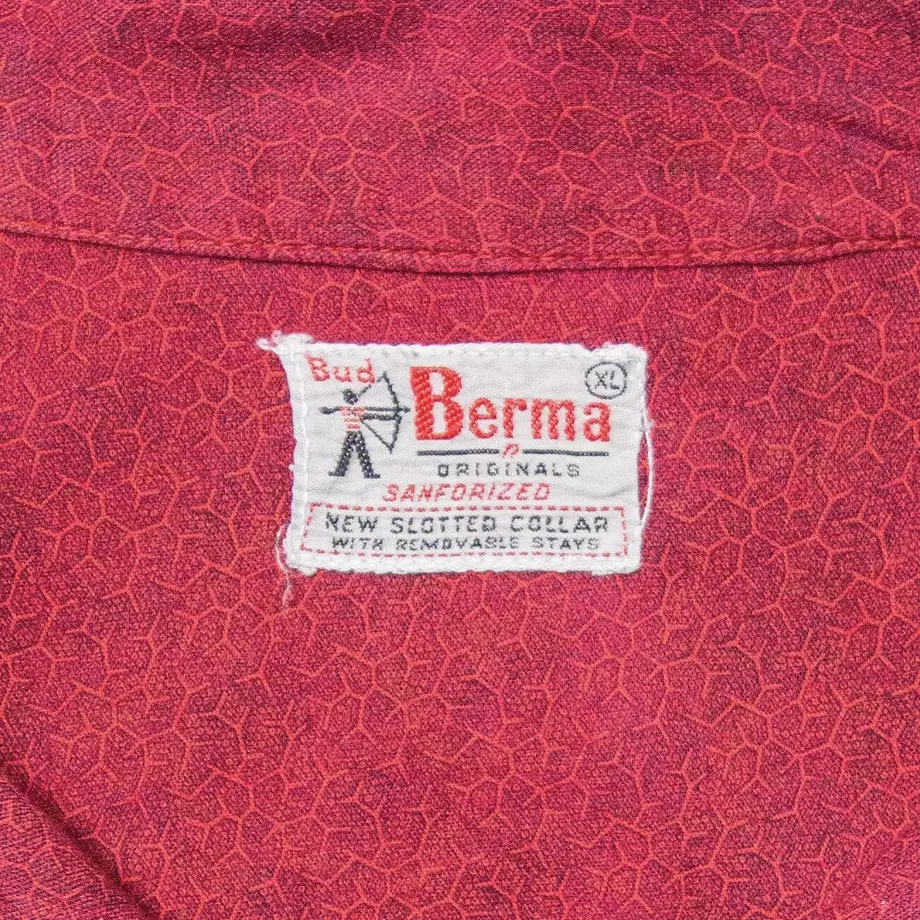 Bud
Berma
XL
ORIGINALS
SANFORIZED
NEW SLOTTED COLLAR
WITH REMOVABLE STAYS